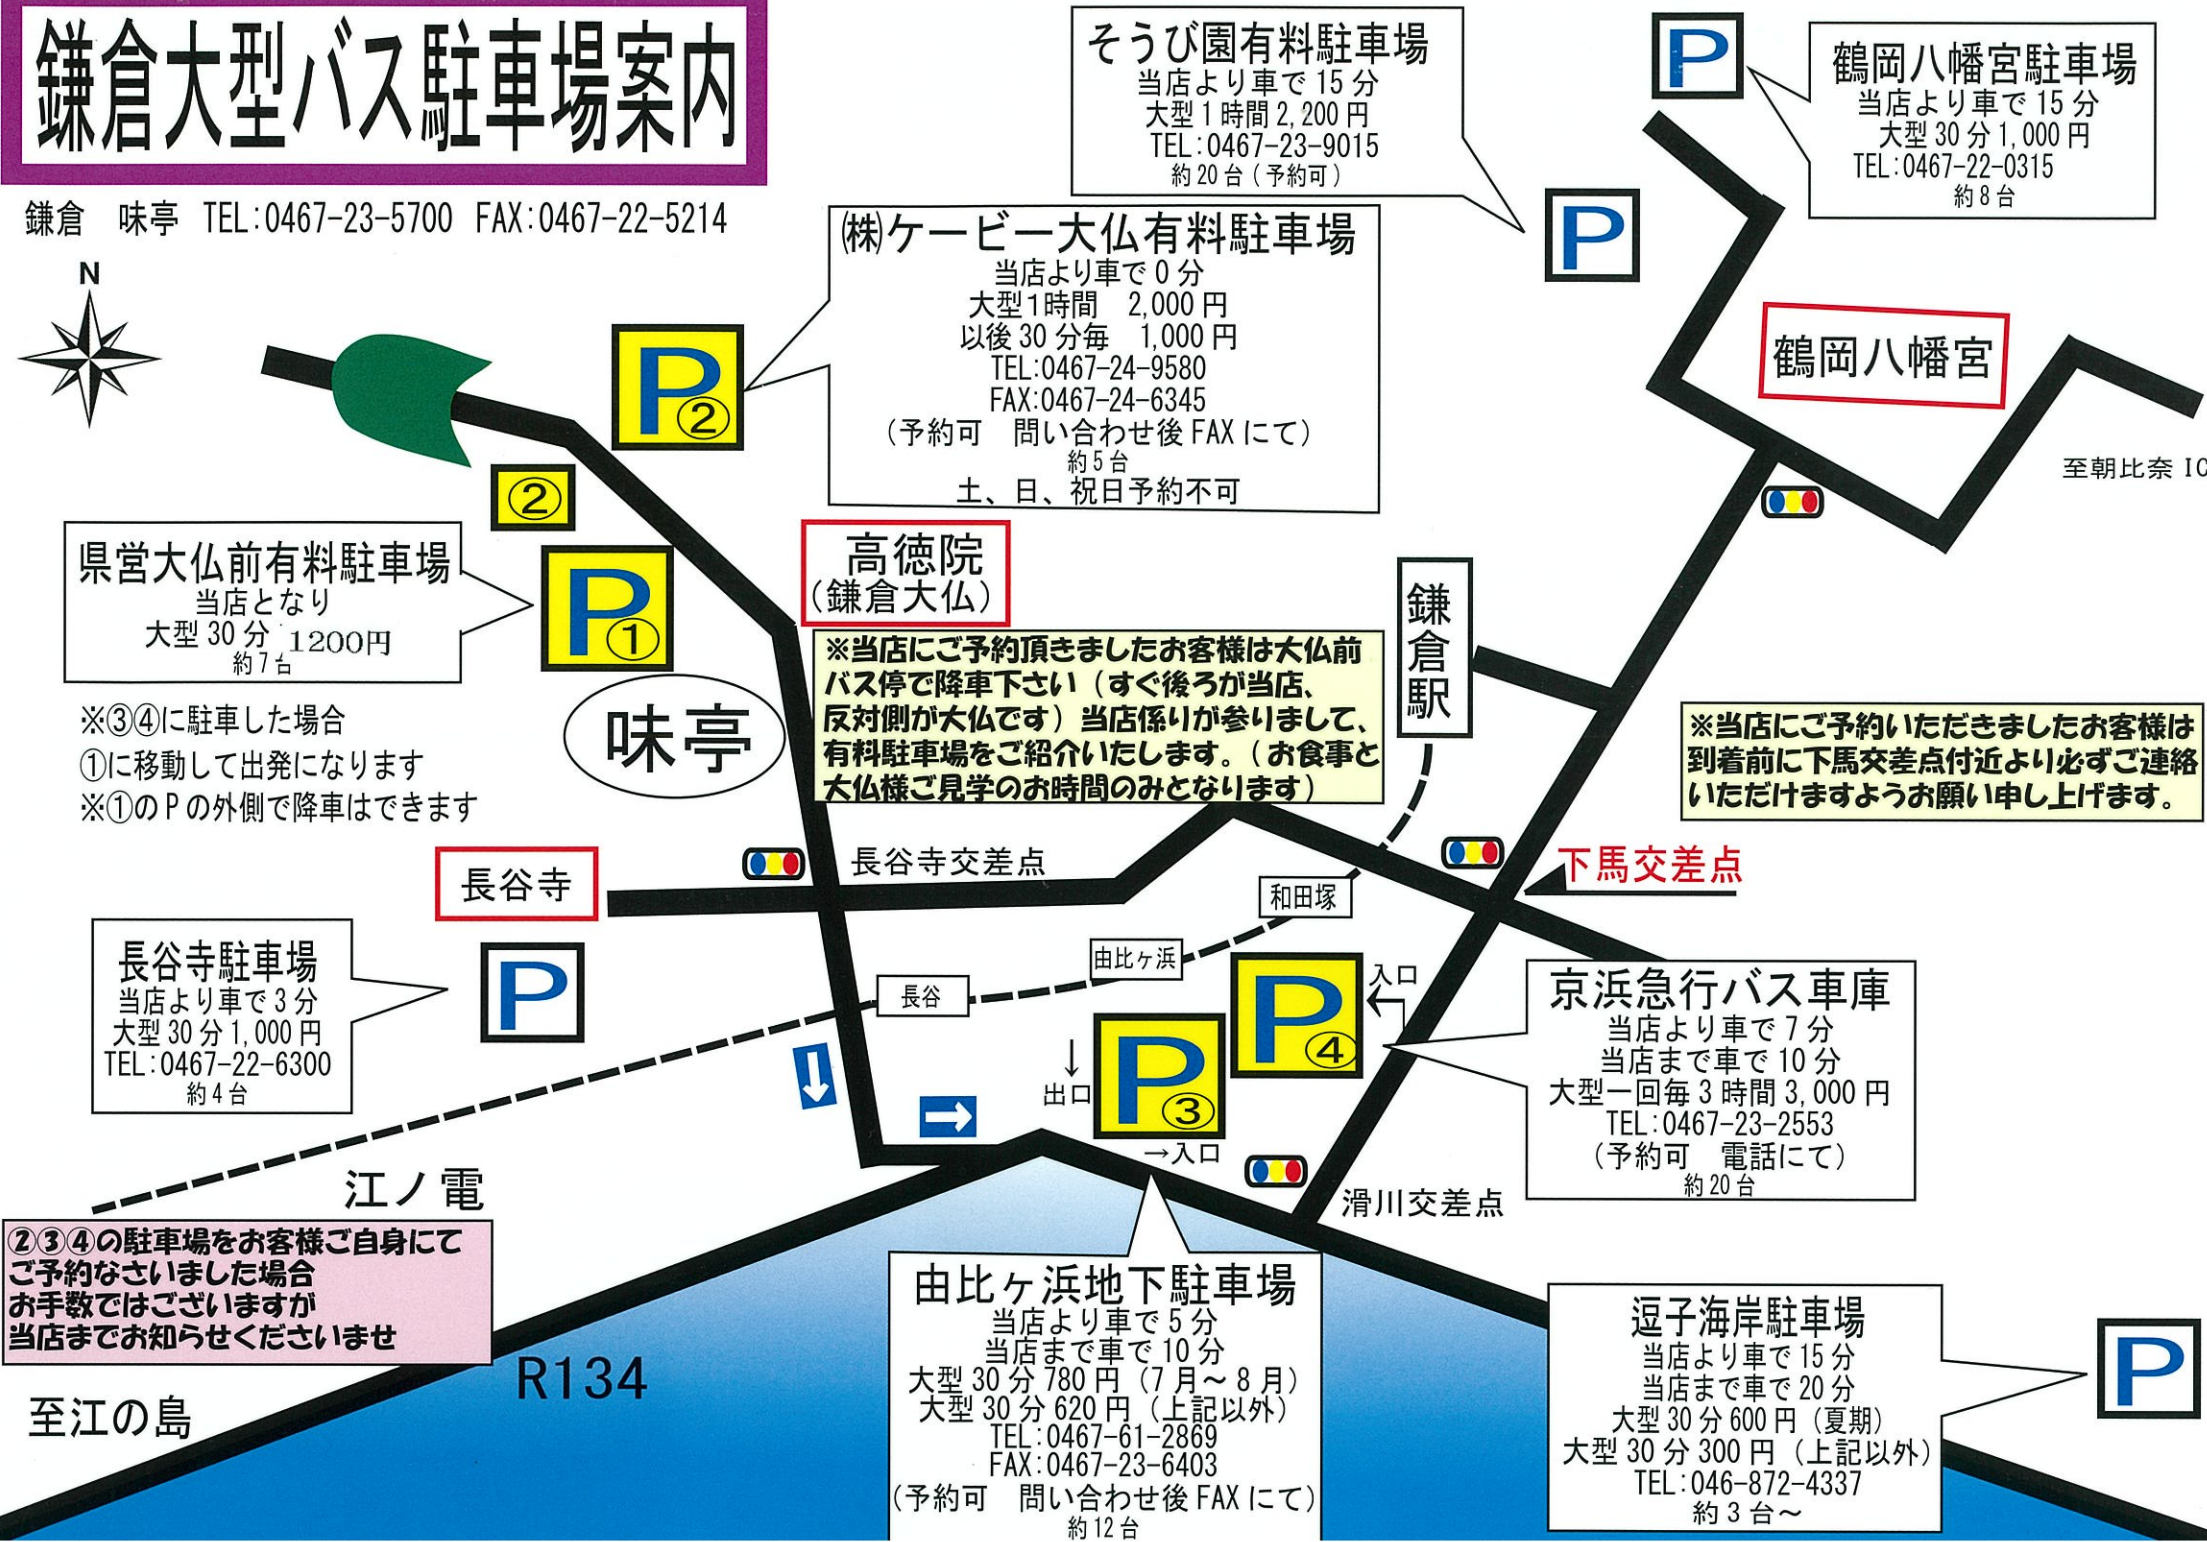 鎌倉大型バス駐車場案内
鎌倉　味亭　TEL:0467-23-5700　FAX:0467-22-5214
N
そうび園有料駐車場
当店より車で15分
大型1時間2,200円
TEL:0467-23-9015
約20台(予約可)
P
鶴岡八幡宮駐車場
当店より車で15分
大型30分1,000円
TEL:0467-22-0315
約8台
P
㈱ケービー大仏有料駐車場
当店より車で0分
大型1時間　2,000円
以後30分毎　1,000円
TEL:0467-24-9580
FAX:0467-24-6345
(予約可　問い合わせ後FAXにて)
約5台
土、日、祝日予約不可
P②
②
鶴岡八幡宮
至朝比奈 IC
県営大仏前有料駐車場
当店となり
大型30分 1200円
約7台
P①
※③④に駐車した場合
①に移動して出発になります
※①のPの外側で降車はできます
味亭
高徳院
(鎌倉大仏)
※当店にご予約頂きましたお客様は大仏前
バス停で降車下さい（すぐ後ろが当店、
反対側が大仏です）当店係りが参りまして、
有料駐車場をご紹介いたします。（お食事と
大仏様ご見学のお時間のみとなります）
鎌倉駅
※当店にご予約いただきましたお客様は
到着前に下馬交差点付近より必ずご連絡
いただけますようお願い申し上げます。
下馬交差点
長谷寺
長谷寺交差点
和田塚
由比ヶ浜
長谷
長谷寺駐車場
当店より車で3分
大型30分1,000円
TEL:0467-22-6300
約4台
P
P④
←入口
P③
↓
出口
→入口
京浜急行バス車庫
当店より車で7分
当店まで車で10分
大型一回毎3時間3,000円
TEL:0467-23-2553
(予約可　電話にて)
約20台
滑川交差点
江ノ電
②③④の駐車場をお客様ご自身にて
ご予約なさいました場合
お手数ではございますが
当店までお知らせくださいませ
R134
至江の島
由比ヶ浜地下駐車場
当店より車で5分
当店まで車で10分
大型30分780円（7月～8月）
大型30分620円（上記以外）
TEL:0467-61-2869
FAX:0467-23-6403
(予約可　問い合わせ後FAXにて)
約12台
逗子海岸駐車場
当店より車で15分
当店まで車で20分
大型30分600円（夏期）
大型30分300円（上記以外）
TEL:046-872-4337
約3台～
P